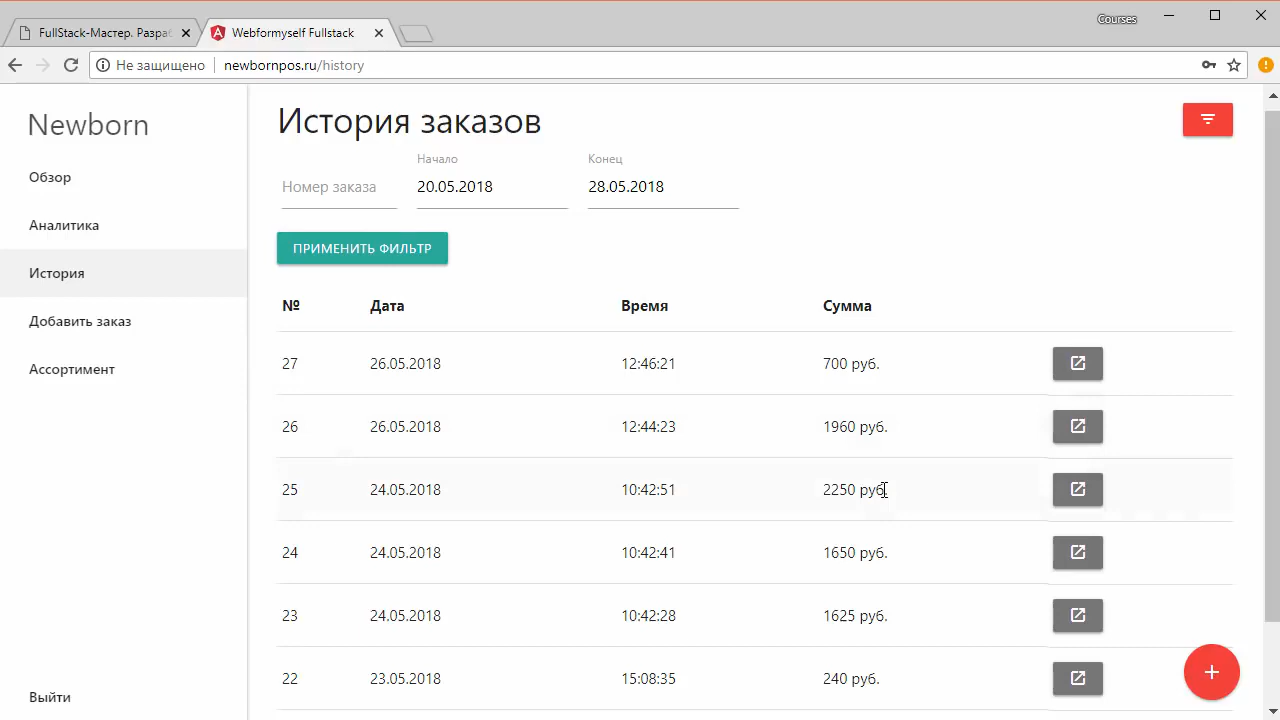 Courses
FullStack-Мастер. Разраб
Webformyself Fullstack
Не защищено
newbornpos.ru/history
Newborn
Обзор
Аналитика
История
Добавить заказ
Ассортимент
Выйти
История заказов
Начало
Конец
Номер заказа
20.05.2018
28.05.2018
ПРИМЕНИТЬ ФИЛЬТР
№ Дата Время Сумма
27 26.05.2018 12:46:21 700 руб.
26 26.05.2018 12:44:23 1960 руб.
25 24.05.2018 10:42:51 2250 руб.
24 24.05.2018 10:42:41 1650 руб.
23 24.05.2018 10:42:28 1625 руб.
22 23.05.2018 15:08:35 240 руб.